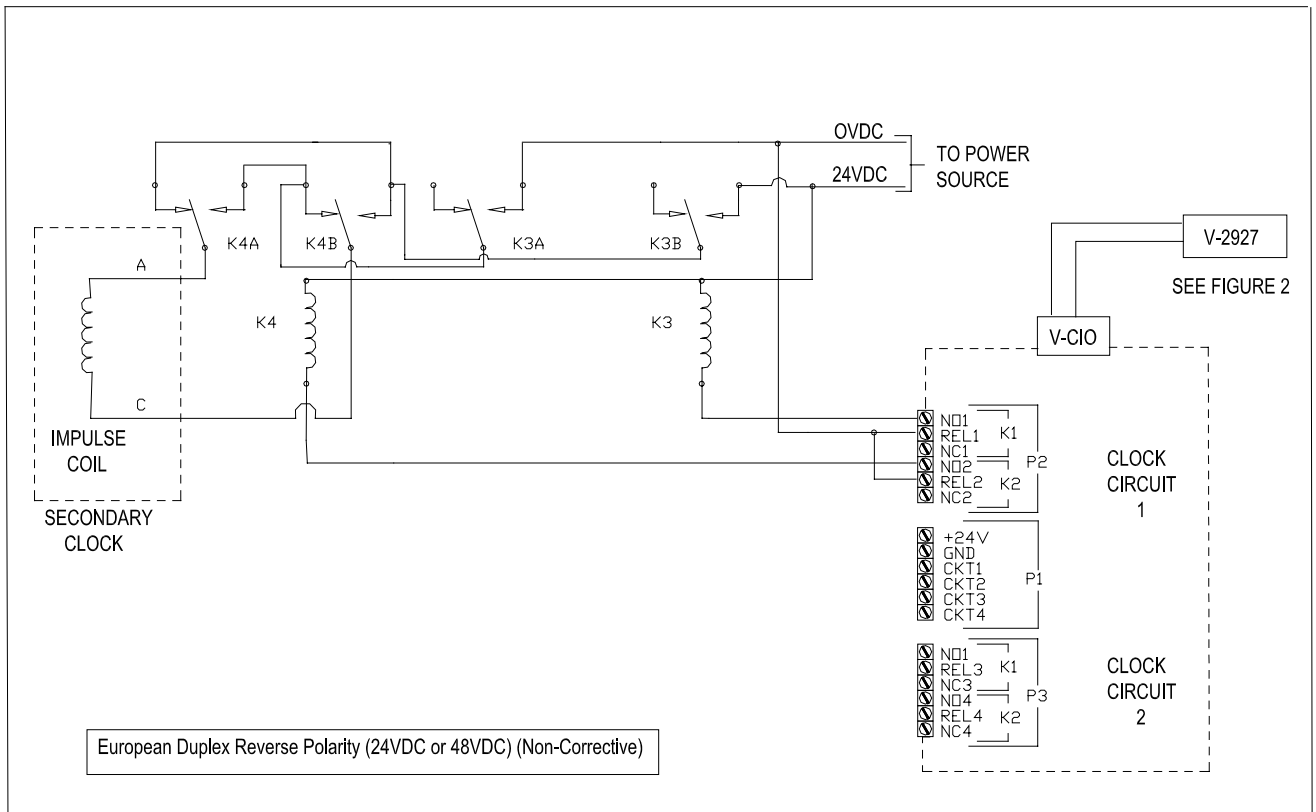 OVDC
24VDC
TO POWER
SOURCE
K4A
K4B
K3A
K3B
V-2927
SEE FIGURE 2
A
K4
K3
V-CIO
C
IMPULSE
COIL
SECONDARY
CLOCK
NO1
REL1
NC1
NO2
REL2
NC2
K1
K2
P2
CLOCK
CIRCUIT
1
+24V
GND
CKT1
CKT2
CKT3
CKT4
P1
NO1
REL3
NC3
NO4
REL4
NC4
K1
K2
P3
CLOCK
CIRCUIT
2
European Duplex Reverse Polarity (24VDC or 48VDC) (Non-Corrective)